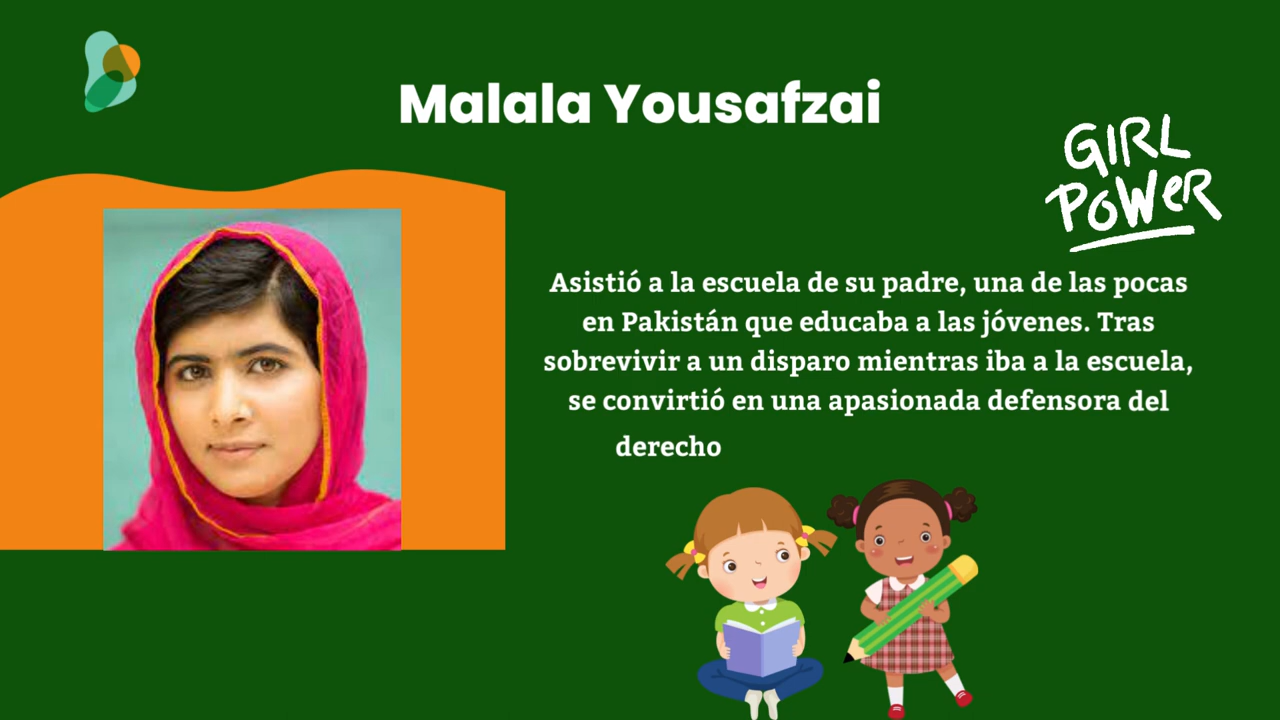 Malala Yousafzai
GIRL
POWER
Asistió a la escuela de su padre, una de las pocas
en Pakistán que educaba a las jóvenes. Tras
sobrevivir a un disparo mientras iba a la escuela,
se convirtió en una apasionada defensora del
derecho